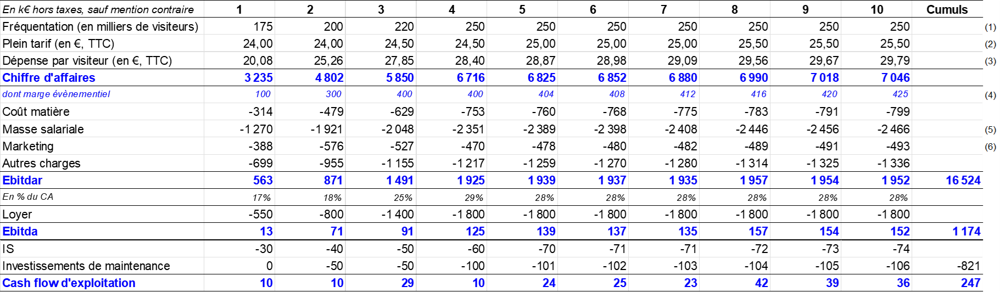 En k€ hors taxes, sauf mention contraire 1 2 3 4 5 6 7 8 9 10 Cumuls
Fréquentation (en milliers de visiteurs) 175 200 220 250 250 250 250 250 250 250 (1)
Plein tarif (en €, TTC) 24,00 24,00 24,50 24,50 25,00 25,00 25,00 25,50 25,50 25,50 (2)
Dépense par visiteur (en €, TTC) 20,08 25,26 27,85 28,40 28,87 28,98 29,09 29,56 29,67 29,79 (3)
Chiffre d'affaires 3 235 4 802 5 850 6 716 6 825 6 852 6 880 6 990 7 018 7 046
dont marge évènementiel 100 300 400 400 404 408 412 416 420 425 (4)
Coût matière -314 -479 -629 -753 -760 -768 -775 -783 -791 -799
Masse salariale -1 270 -1 921 -2 048 -2 351 -2 389 -2 398 -2 408 -2 446 -2 456 -2 466 (5)
Marketing -388 -576 -527 -470 -478 -480 -482 -489 -491 -493 (6)
Autres charges -699 -955 -1 155 -1 217 -1 259 -1 270 -1 280 -1 314 -1 325 -1 336
Ebitdar 563 871 1 491 1 925 1 939 1 937 1 935 1 957 1 954 1 952 16 524
En % du CA 17% 18% 25% 29% 28% 28% 28% 28% 28% 28%
Loyer -550 -800 -1 400 -1 800 -1 800 -1 800 -1 800 -1 800 -1 800 -1 800
Ebitda 13 71 91 125 139 137 135 157 154 152 1 174
IS -30 -40 -50 -60 -70 -71 -71 -72 -73 -74
Investissements de maintenance 0 -50 -50 -100 -101 -102 -103 -104 -105 -106 -821
Cash flow d'exploitation 10 10 29 10 24 25 23 42 39 36 247